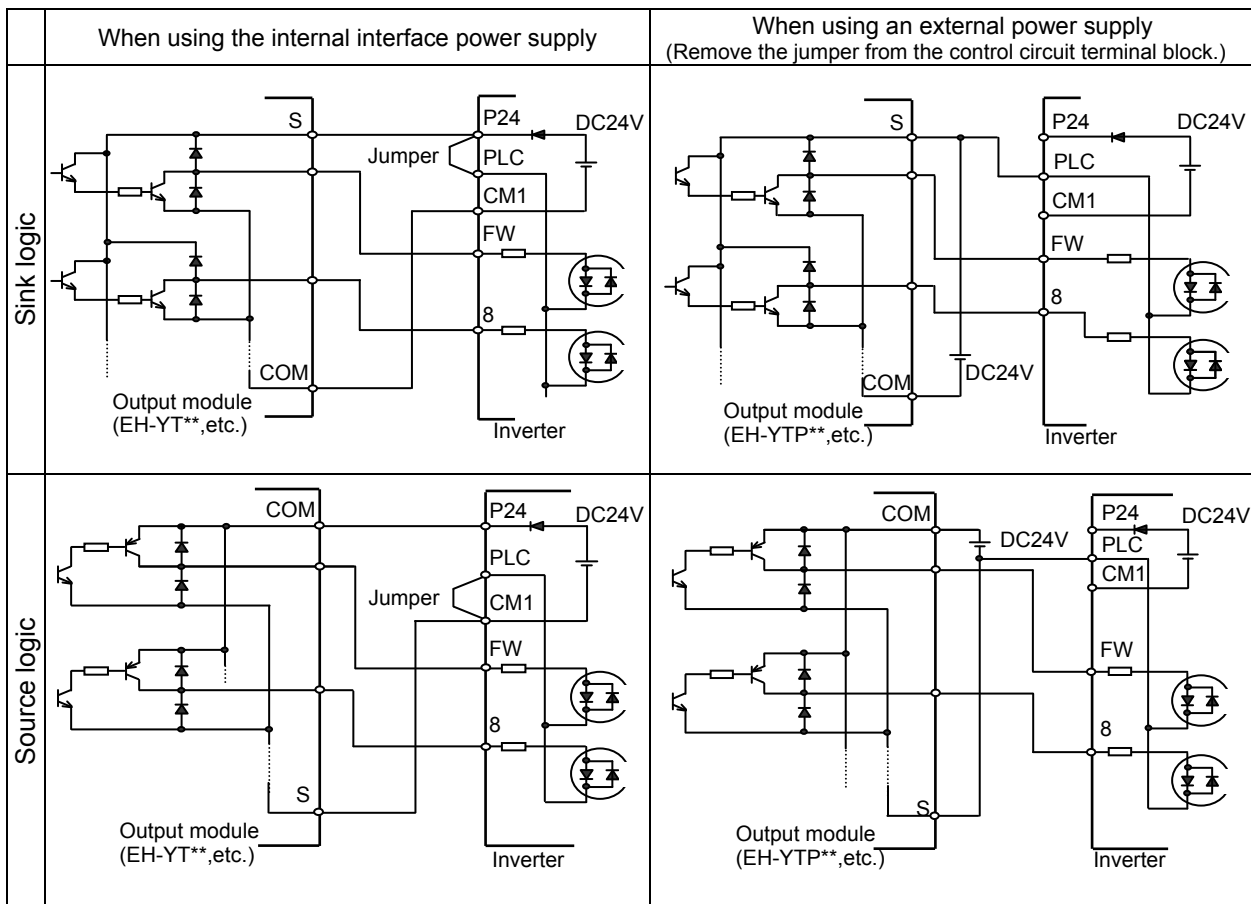 When using the internal interface power supply
When using an external power supply
(Remove the jumper from the control circuit terminal block.)
Sink logic
S
P24
DC24V
Jumper
PLC
CM1
FW
8
COM
Output module
(EH-YT**,etc.)
Inverter
S
P24
DC24V
PLC
CM1
FW
8
DC24V
COM
Output module
(EH-YTP**,etc.)
Inverter
Source logic
COM
P24
DC24V
PLC
Jumper
CM1
FW
8
S
Output module
(EH-YT**,etc.)
Inverter
COM
DC24V
P24
DC24V
PLC
CM1
FW
8
S
Output module
(EH-YTP**,etc.)
Inverter